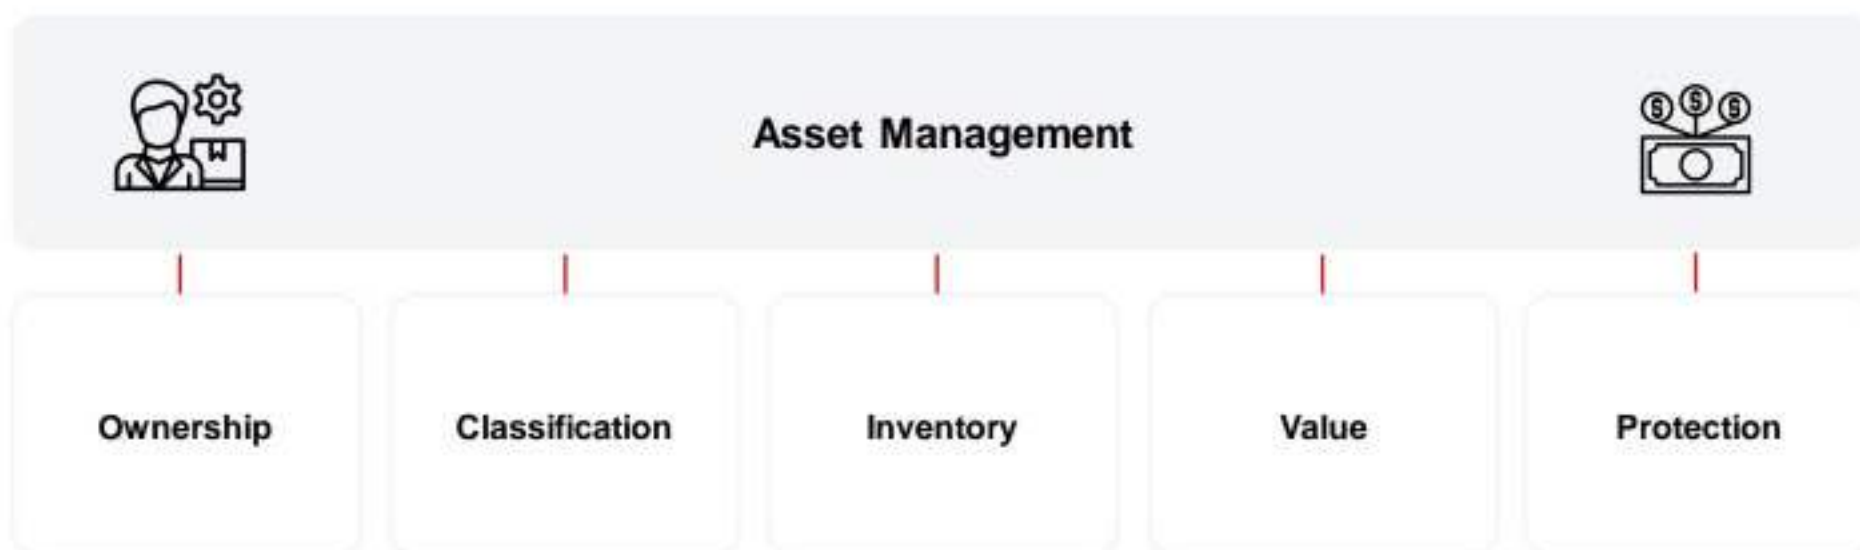 Asset Management
Ownership
Classification
Inventory
Value
Protection